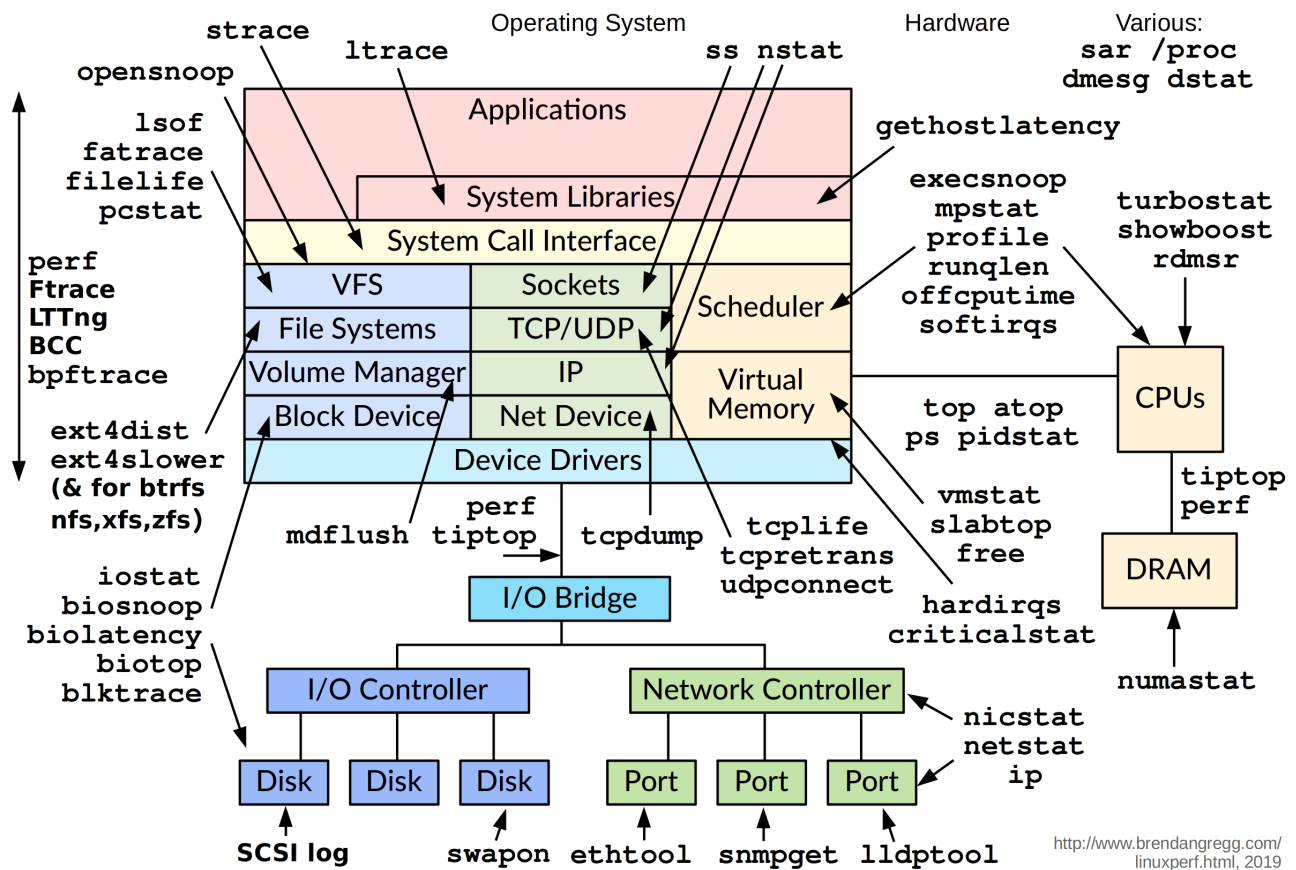 Operating System
Hardware
Various:
strace
ltrace
ss nstat
sar /proc
dmesg dstat
opensnoop
lsof
fatrace
filelife
pcstat
Applications
System Libraries
System Call Interface
VFS
Sockets
Scheduler
File Systems
TCP/UDP
Volume Manager
IP
Virtual
Memory
Block Device
Net Device
Device Drivers
gethostlatency
execsnoop
mpstat
profile
runqlen
offcputime
softirqs
turbostat
showboost
rdmsr
perf
Ftrace
LTTng
BCC
bpftrace
CPUs
top atop
ps pidstat
ext4dist
ext4slower
(& for btrfs
nfs,xfs,zfs)
mdflush
perf
tiptop
tcpdump
tcplife
tcpretrans
udpconnect
vmstat
slabtop
free
tiptop
perf
DRAM
hardirqs
criticalstat
numastat
iostat
biosnoop
biolatency
biotop
blktrace
I/O Bridge
I/O Controller
Network Controller
nicstat
netstat
ip
Disk
Disk
Disk
Port
Port
Port
SCSI log
swapon
ethtool
snmpget
lldptool
http://www.brendangregg.com/
linuxperf.html, 2019